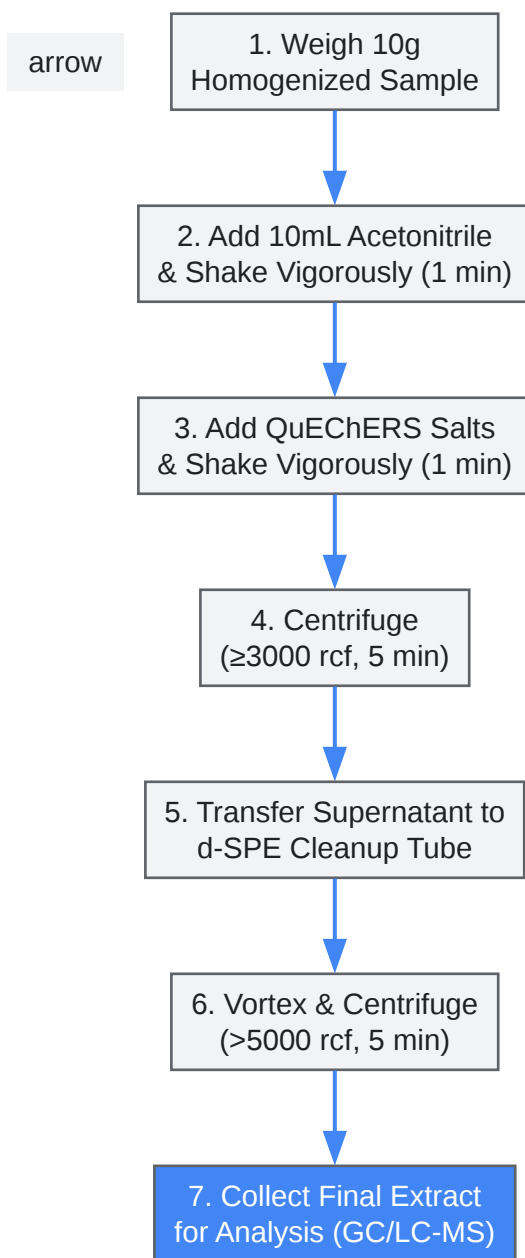 arrow
1. Weigh 10g
Homogenized Sample
2. Add 10mL Acetonitrile
& Shake Vigorously (1 min)
3. Add QuEChERS Salts
& Shake Vigorously (1 min)
4. Centrifuge
(≥3000 rcf, 5 min)
5. Transfer Supernatant to
d-SPE Cleanup Tube
6. Vortex & Centrifuge
(>5000 rcf, 5 min)
7. Collect Final Extract
for Analysis (GC/LC-MS)